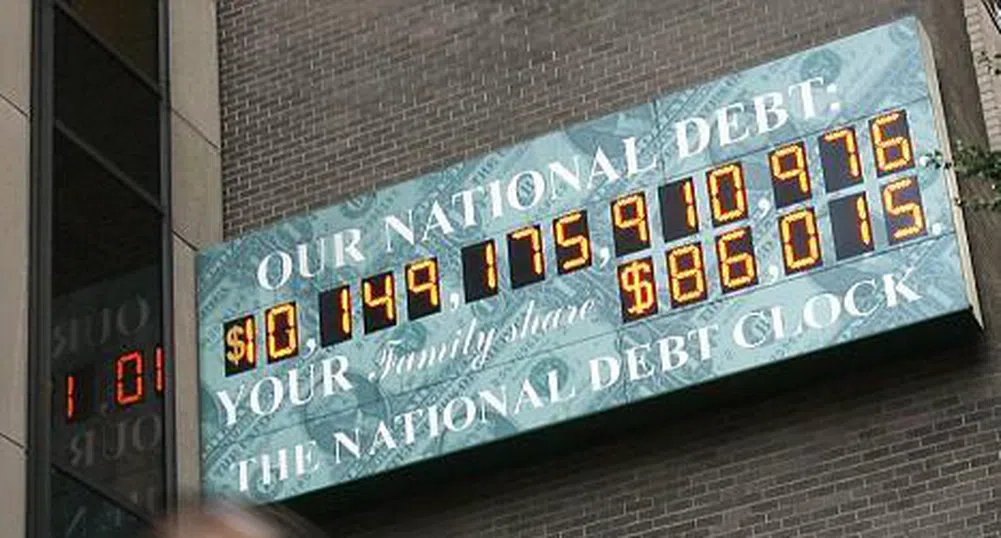 OUR NATIONAL DEBT:
$10,149,175,910,976.
YOUR Family share $86,015.
THE NATIONAL DEBT CLOCK